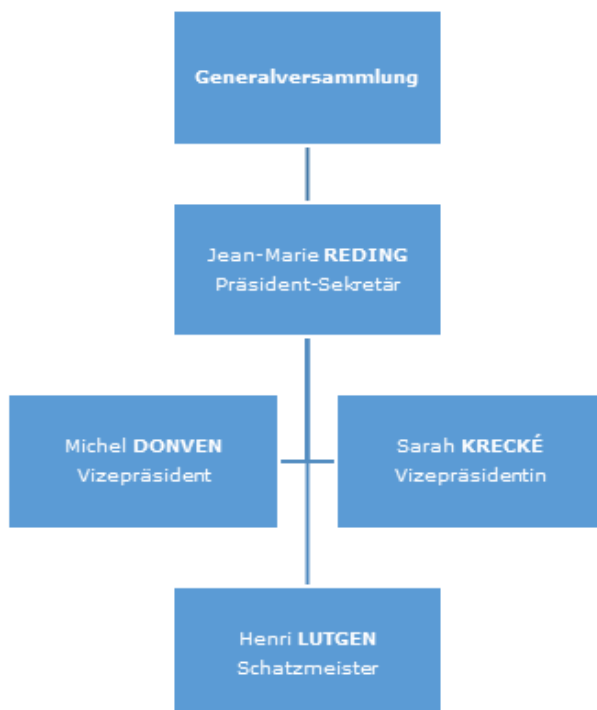 Generalversammlung
Jean-Marie REDING
Präsident-Sekretär
Michel DONVEN
Vizepräsident
Sarah KRECKÉ
Vizepräsidentin
Henri LUTGEN
Schatzmeister